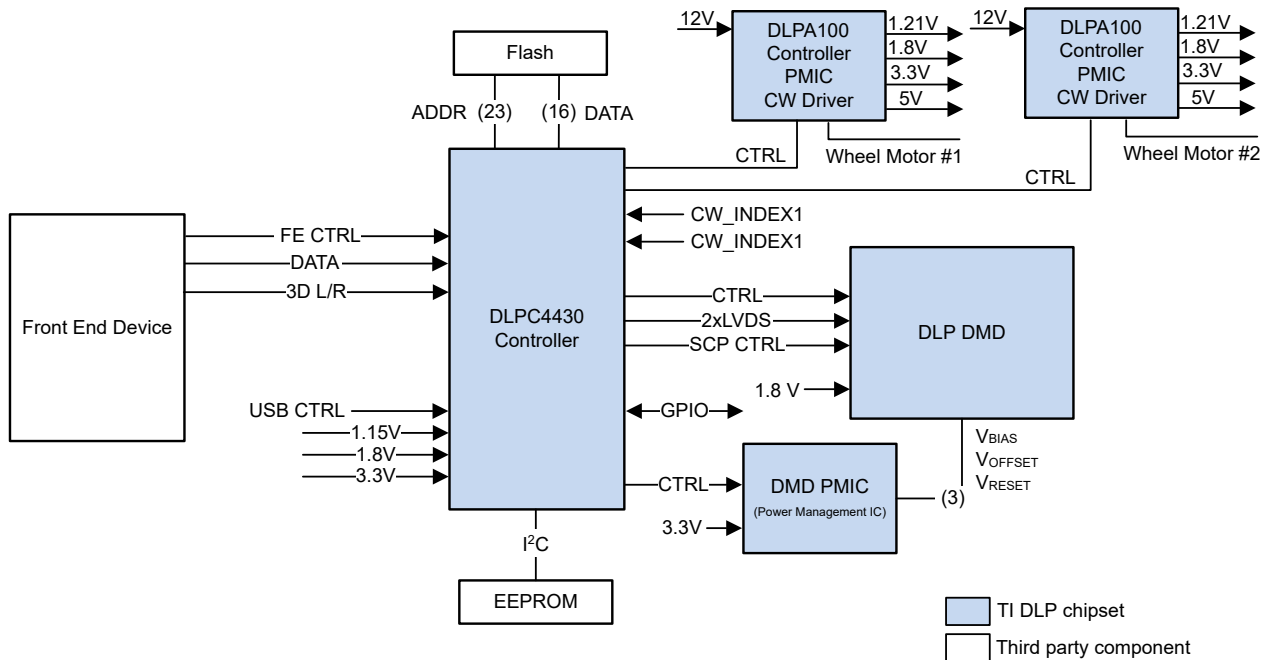 12V
DLPA100
Controller
PMIC
CW Driver
1.21V
1.8V
3.3V
5V
12V
DLPA100
Controller
PMIC
CW Driver
1.21V
1.8V
3.3V
5V
Flash
ADDR (23) (16) DATA
CTRL
Wheel Motor #1
CTRL
Wheel Motor #2
CW_INDEX1
CW_INDEX1
Front End Device
FE CTRL
DATA
3D L/R
DLPC4430
Controller
CTRL
2xLVDS
SCP CTRL
1.8 V
DLP DMD
USB CTRL
1.15V
1.8V
3.3V
GPIO
VBIAS
VOFFSET
VRESET
CTRL
3.3V
DMD PMIC
(Power Management IC)
(3)
I²C
EEPROM
TI DLP chipset
Third party component